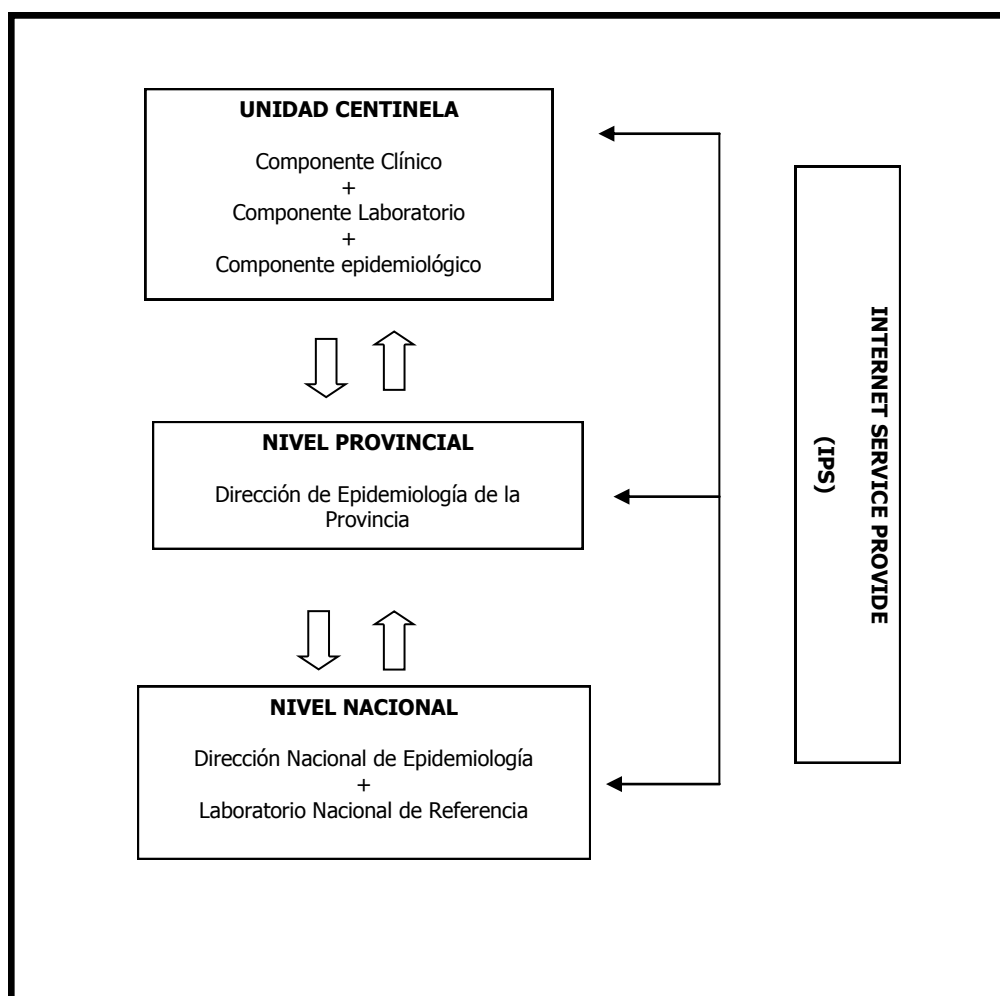 UNIDAD CENTINELA
Componente Clínico
+
Componente Laboratorio
+
Componente epidemiológico
NIVEL PROVINCIAL
Dirección de Epidemiología de la
Provincia
NIVEL NACIONAL
Dirección Nacional de Epidemiología
+
Laboratorio Nacional de Referencia
INTERNET SERVICE PROVIDE
(IPS)